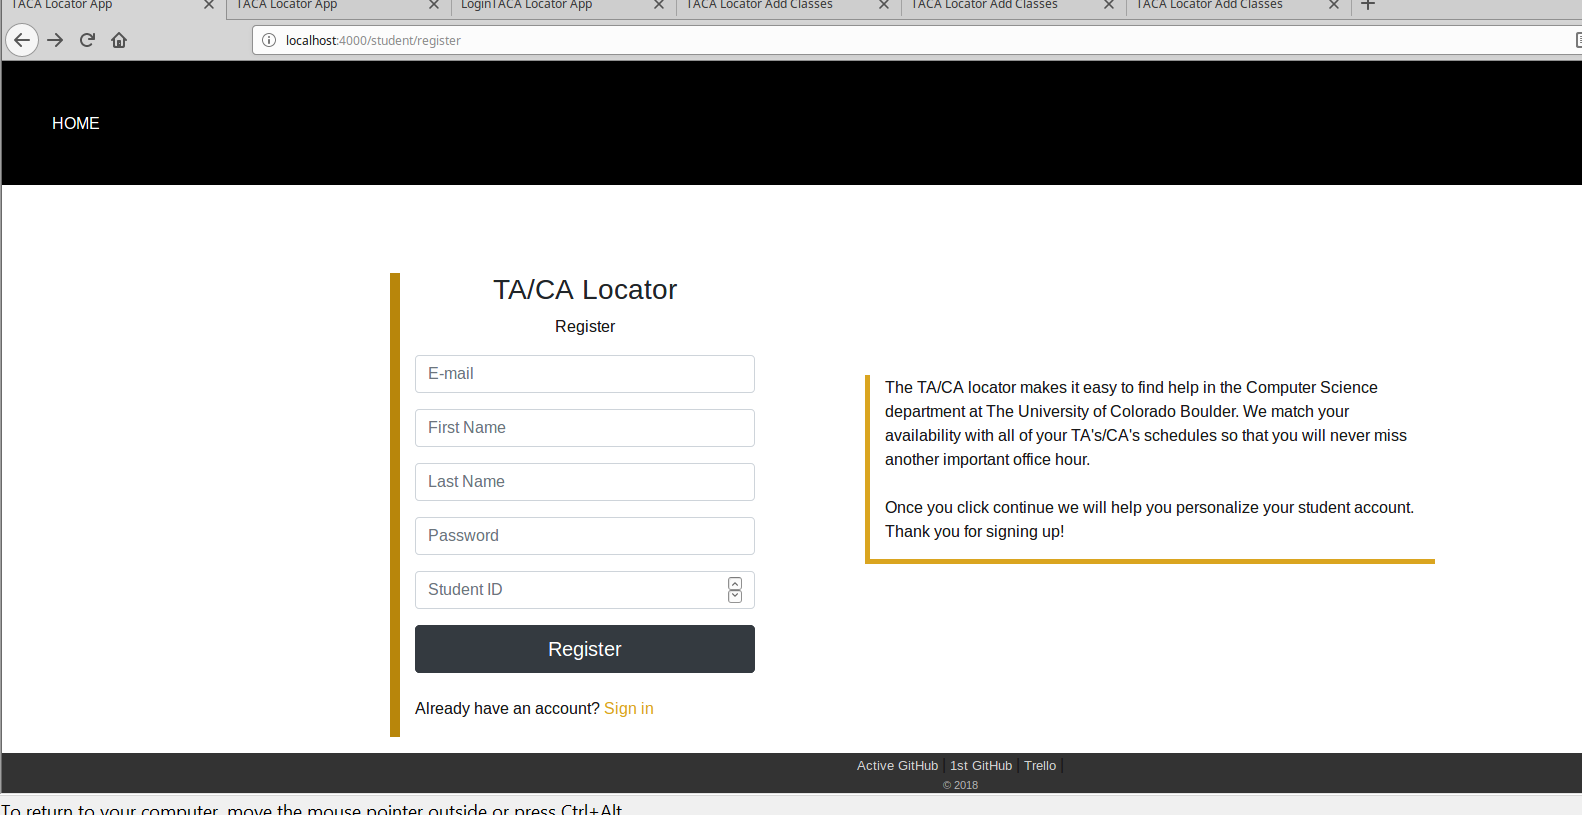 TACA Locator App
TACA Locator App
LoginTACA Locator App
TACA Locator Add Classes
TACA Locator Add Classes
TACA Locator Add Classes
localhost:4000/student/register
HOME
TA/CA Locator
Register
E-mail
First Name
Last Name
Password
Student ID
Register
Already have an account? Sign in
The TA/CA locator makes it easy to find help in the Computer Science
department at The University of Colorado Boulder. We match your
availability with all of your TA's/CA's schedules so that you will never miss
another important office hour.
Once you click continue we will help you personalize your student account.
Thank you for signing up!
Active GitHub | 1st GitHub | Trello |
© 2018
To return to your computer, move the mouse pointer outside or press Ctrl+Alt.